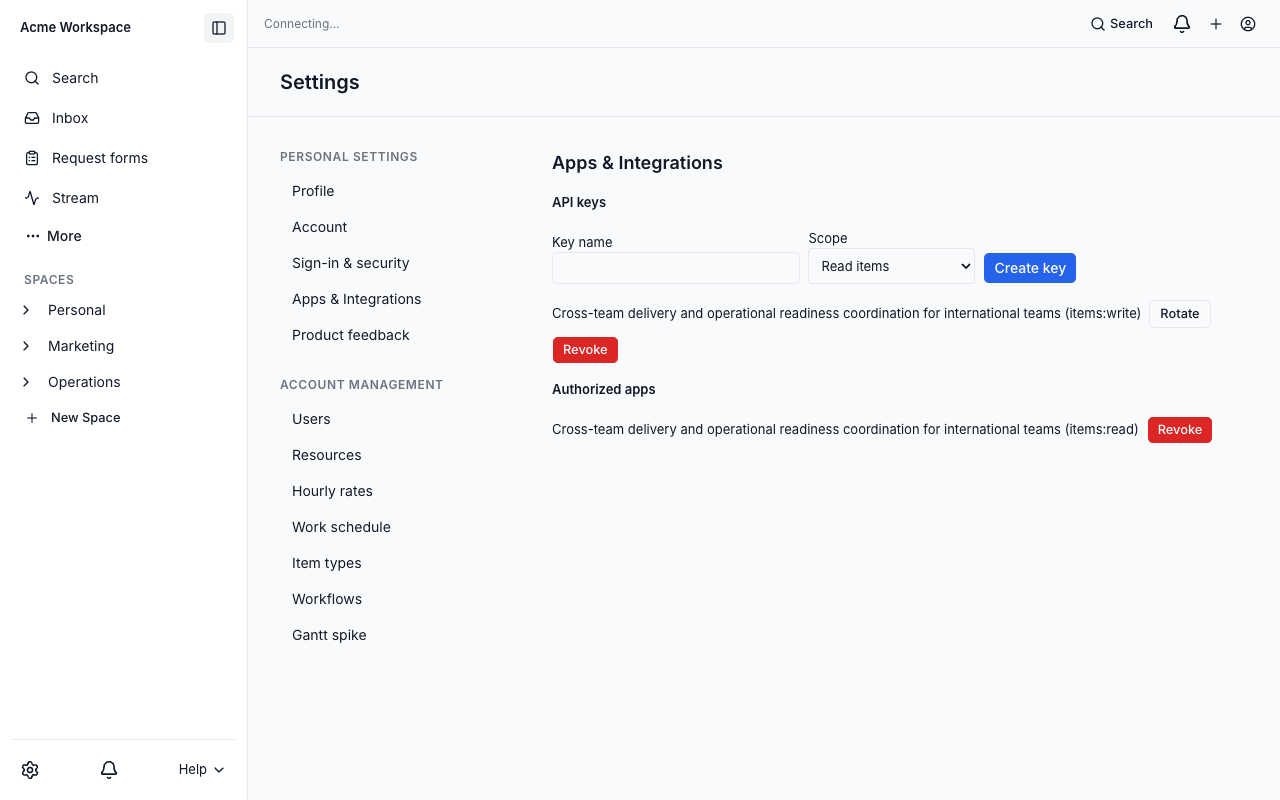 Acme Workspace
Search
Inbox
Request forms
Stream
More
SPACES
Personal
Marketing
Operations
New Space
Help
Connecting...
Search
Settings
PERSONAL SETTINGS
Profile
Account
Sign-in & security
Apps & Integrations
Product feedback
ACCOUNT MANAGEMENT
Users
Resources
Hourly rates
Work schedule
Item types
Workflows
Gantt spike
Apps & Integrations
API keys
Key name
Scope
Read items
Create key
Cross-team delivery and operational readiness coordination for international teams (items:write) Rotate
Revoke
Authorized apps
Cross-team delivery and operational readiness coordination for international teams (items:read) Revoke